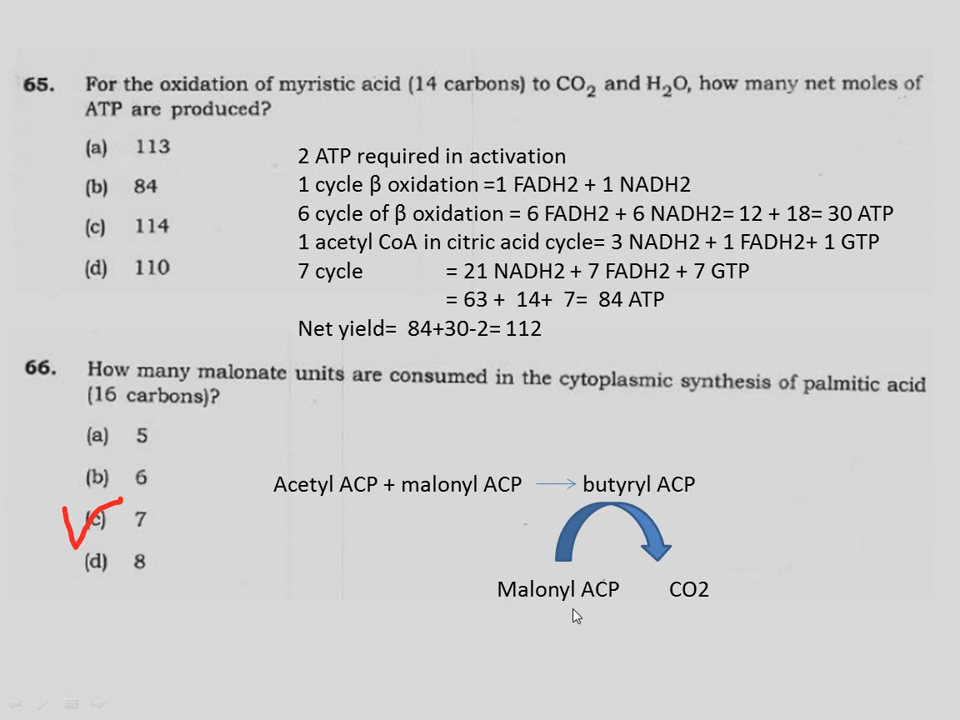 65. For the oxidation of myristic acid (14 carbons) to CO2 and H2O, how many net moles of
ATP are produced?
(a) 113
(b) 84
(c) 114
(d) 110
2 ATP required in activation
1 cycle β oxidation =1 FADH2 + 1 NADH2
6 cycle of β oxidation = 6 FADH2 + 6 NADH2= 12 + 18= 30 ATP
1 acetyl CoA in citric acid cycle= 3 NADH2 + 1 FADH2+ 1 GTP
7 cycle = 21 NADH2 + 7 FADH2 + 7 GTP
= 63 + 14+ 7= 84 ATP
Net yield= 84+30-2= 112
66. How many malonate units are consumed in the cytoplasmic synthesis of palmitic acid
(16 carbons)?
(a) 5
(b) 6
(c) 7
(d) 8
Acetyl ACP + malonyl ACP → butyryl ACP
Malonyl ACP CO2